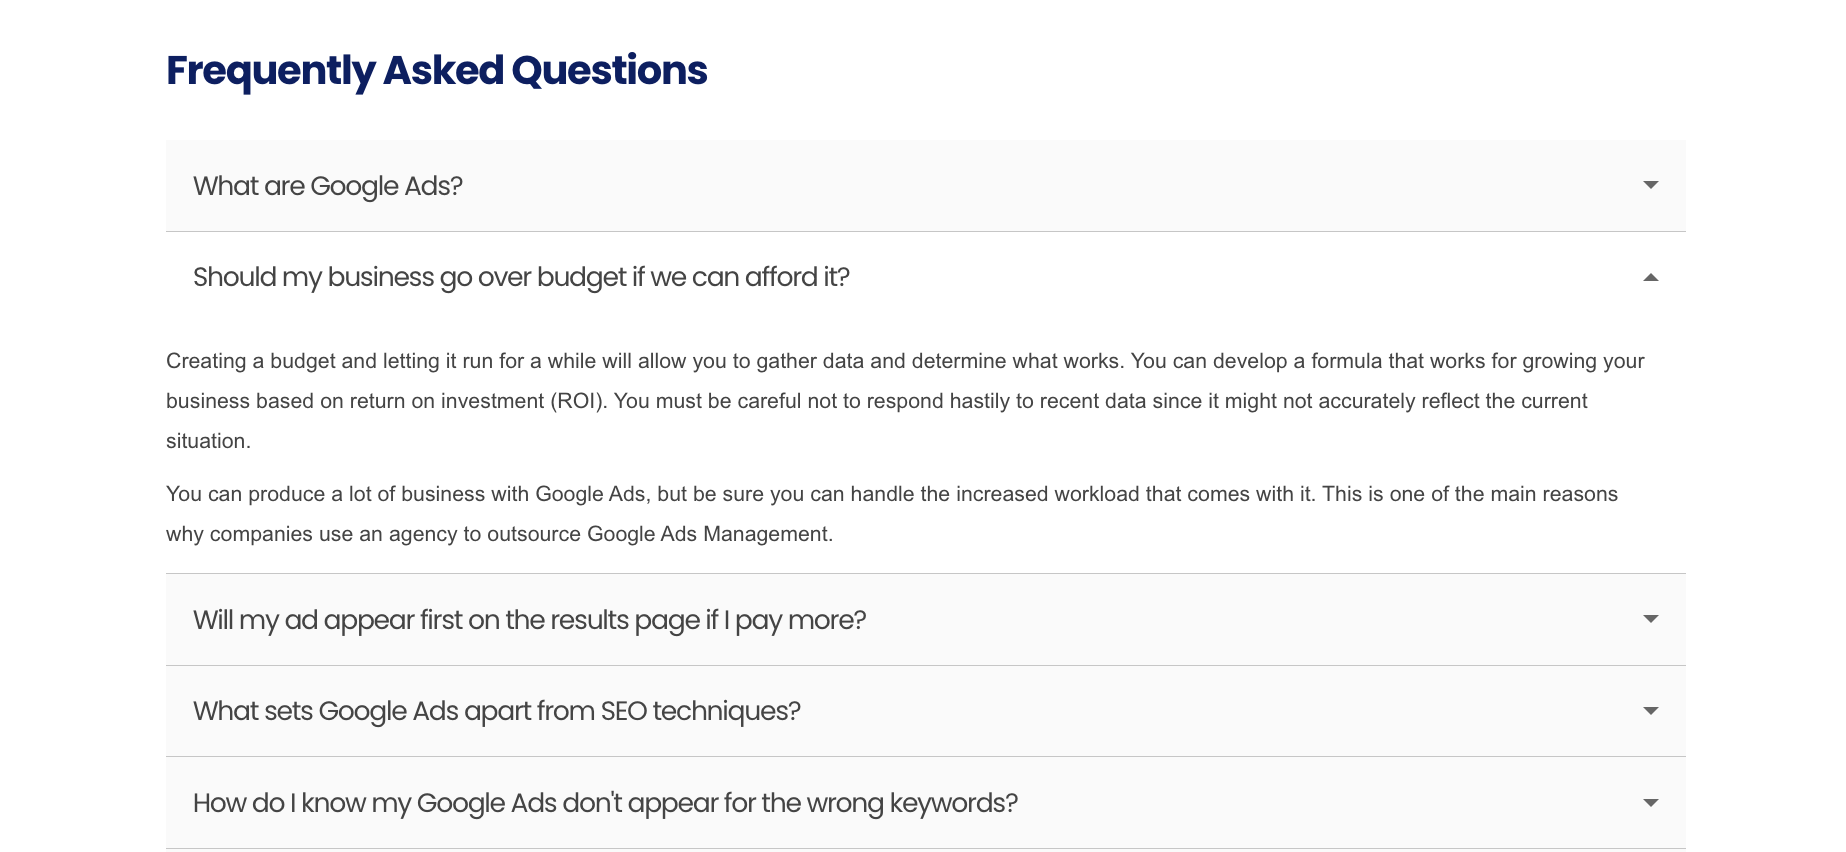 Frequently Asked Questions
What are Google Ads?
Should my business go over budget if we can afford it?
Creating a budget and letting it run for a while will allow you to gather data and determine what works. You can develop a formula that works for growing your
business based on return on investment (ROI). You must be careful not to respond hastily to recent data since it might not accurately reflect the current
situation.
You can produce a lot of business with Google Ads, but be sure you can handle the increased workload that comes with it. This is one of the main reasons
why companies use an agency to outsource Google Ads Management.
Will my ad appear first on the results page if I pay more?
What sets Google Ads apart from SEO techniques?
How do I know my Google Ads don't appear for the wrong keywords?